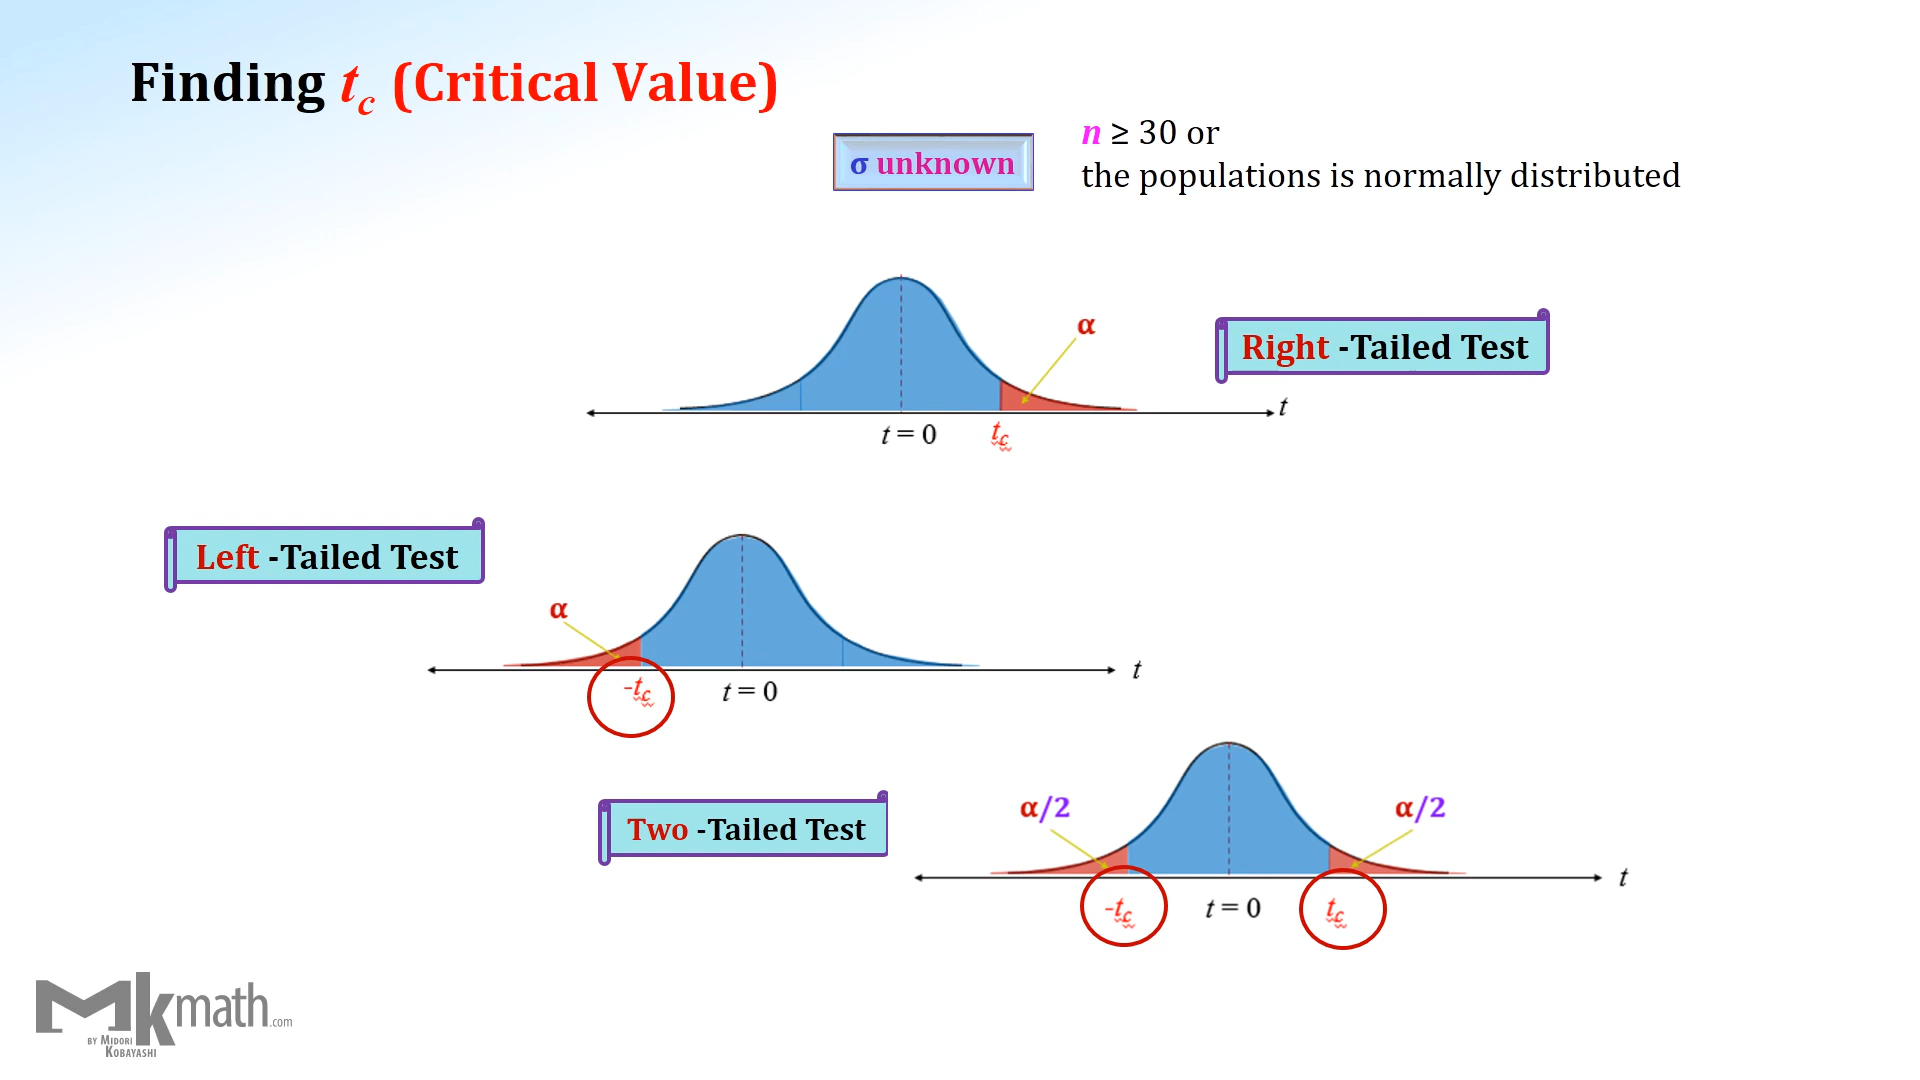 Finding t_c (Critical Value)
σ unknown
n ≥ 30 or
the populations is normally distributed
α
Right -Tailed Test
t
t = 0
t_c
Left -Tailed Test
α
t
-t_c
t = 0
Two -Tailed Test
α/2
α/2
t
-t_c
t = 0
t_c
Mkmath.com
BY MIDORI
KOBAYASHI